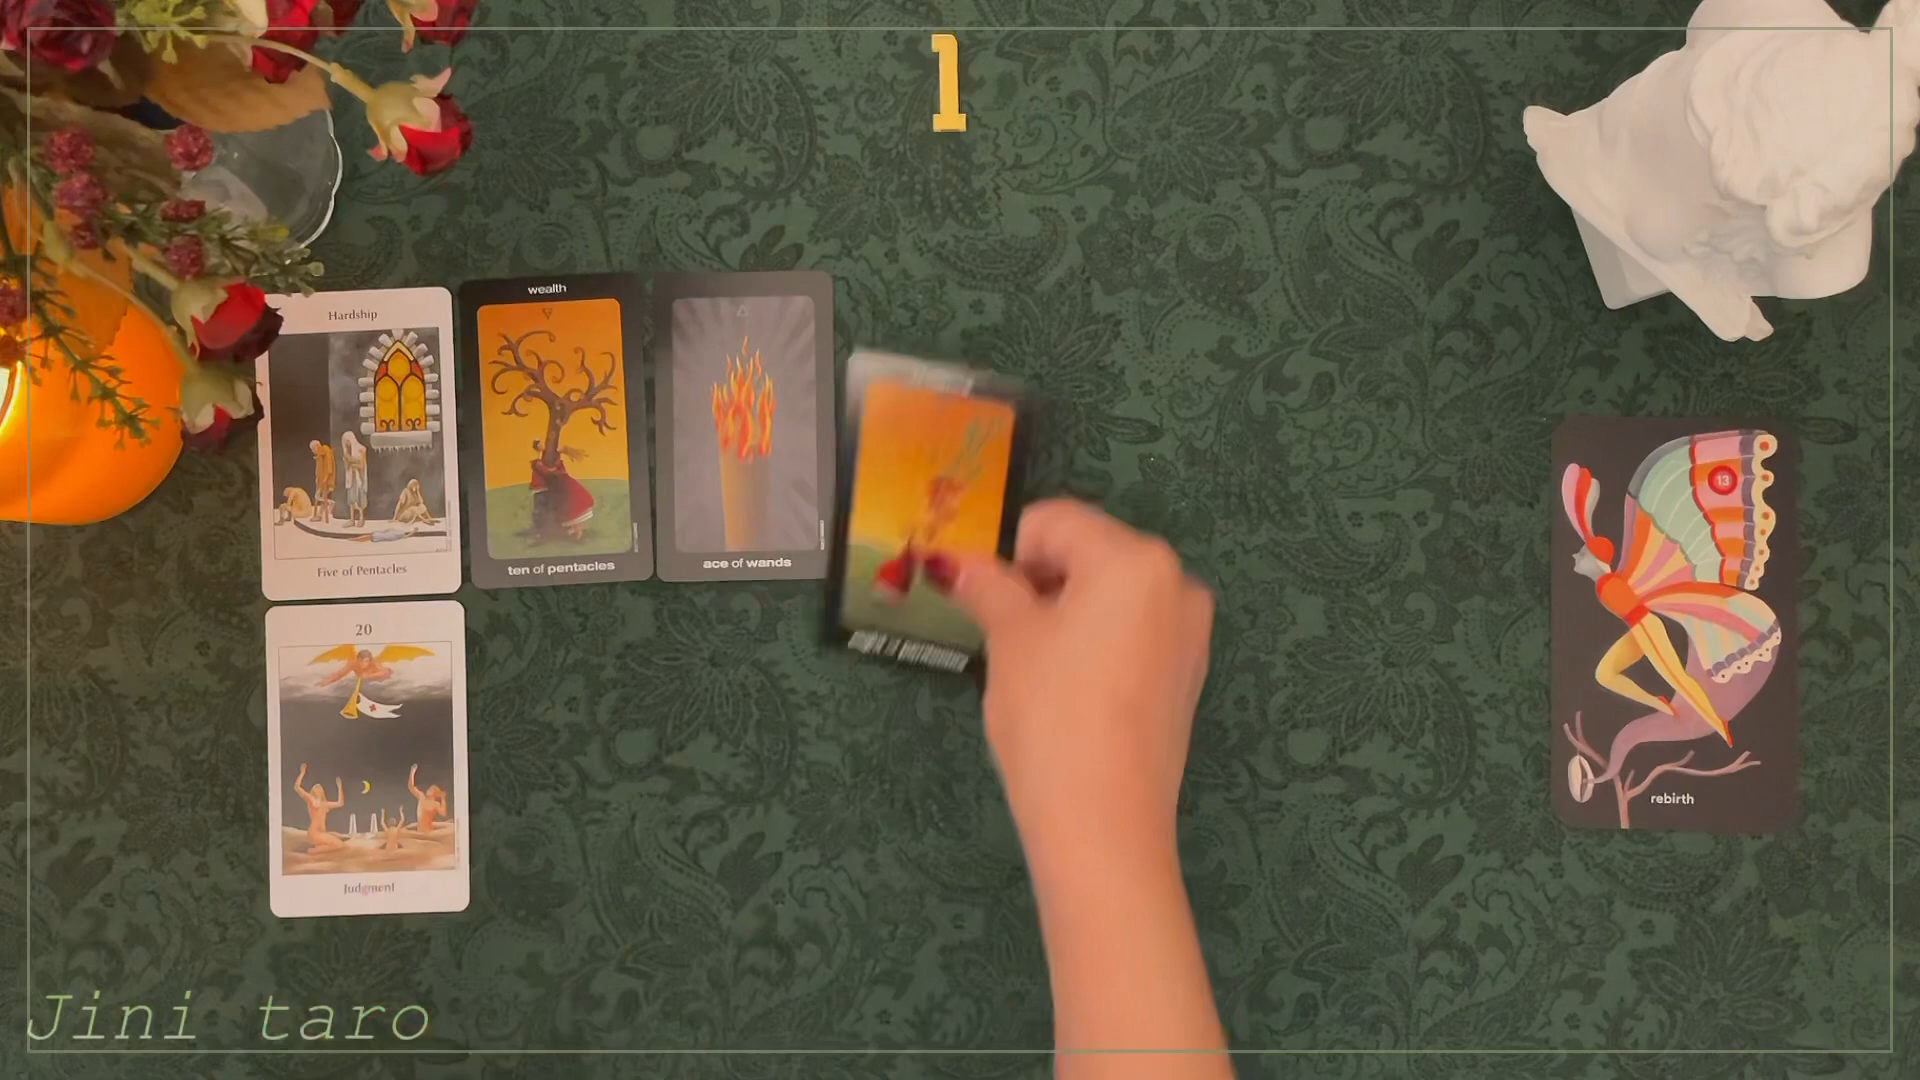 1
Hardship
Five of Pentacles
wealth
ten of pentacles
ace of wands
20
Judgment
13
rebirth
Jini taro